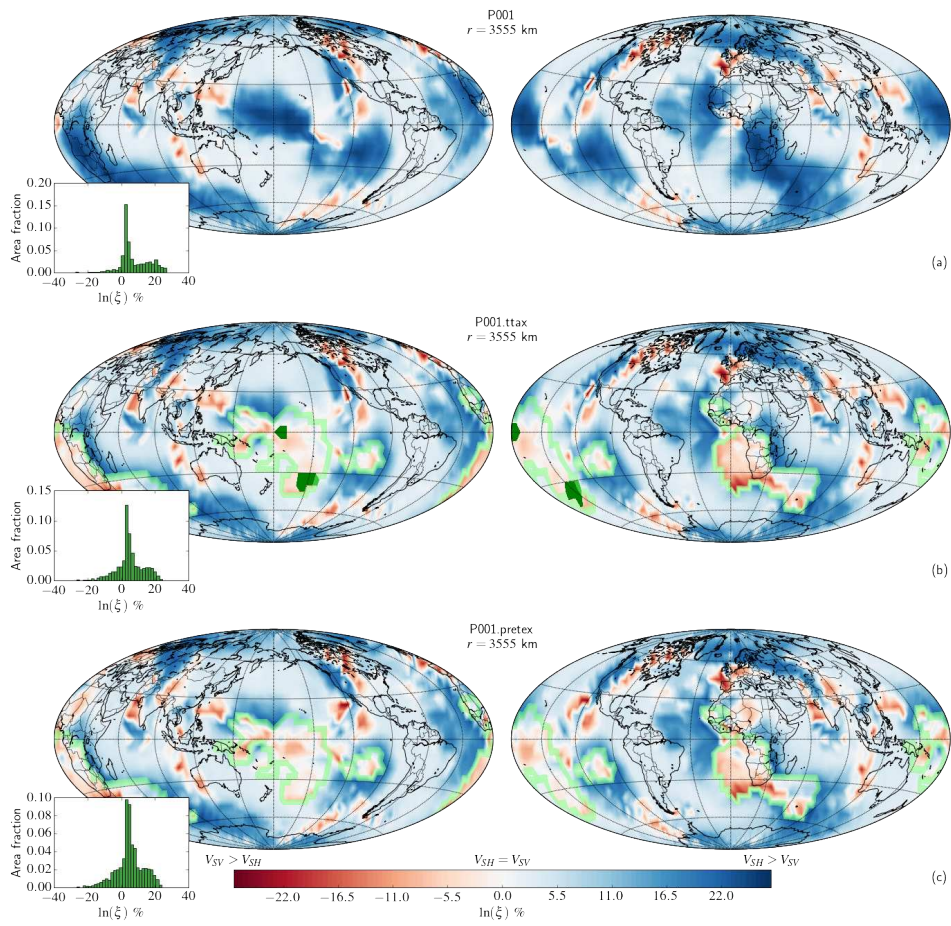 P001
r = 3555 km
0.20
0.15
0.10
0.05
0.00
Area fraction
−40 −20 0 20 40
ln(ξ) %
(a)
P001.ttax
r = 3555 km
0.15
0.10
0.05
0.00
Area fraction
−40 −20 0 20 40
ln(ξ) %
(b)
P001.pretex
r = 3555 km
0.10
0.08
0.06
0.04
0.02
0.00
Area fraction
−40 −20 0 20 40
ln(ξ) %
V_SV > V_SH V_SH = V_SV V_SH > V_SV
−22.0 −16.5 −11.0 −5.5 0.0 5.5 11.0 16.5 22.0
ln(ξ) %
(c)